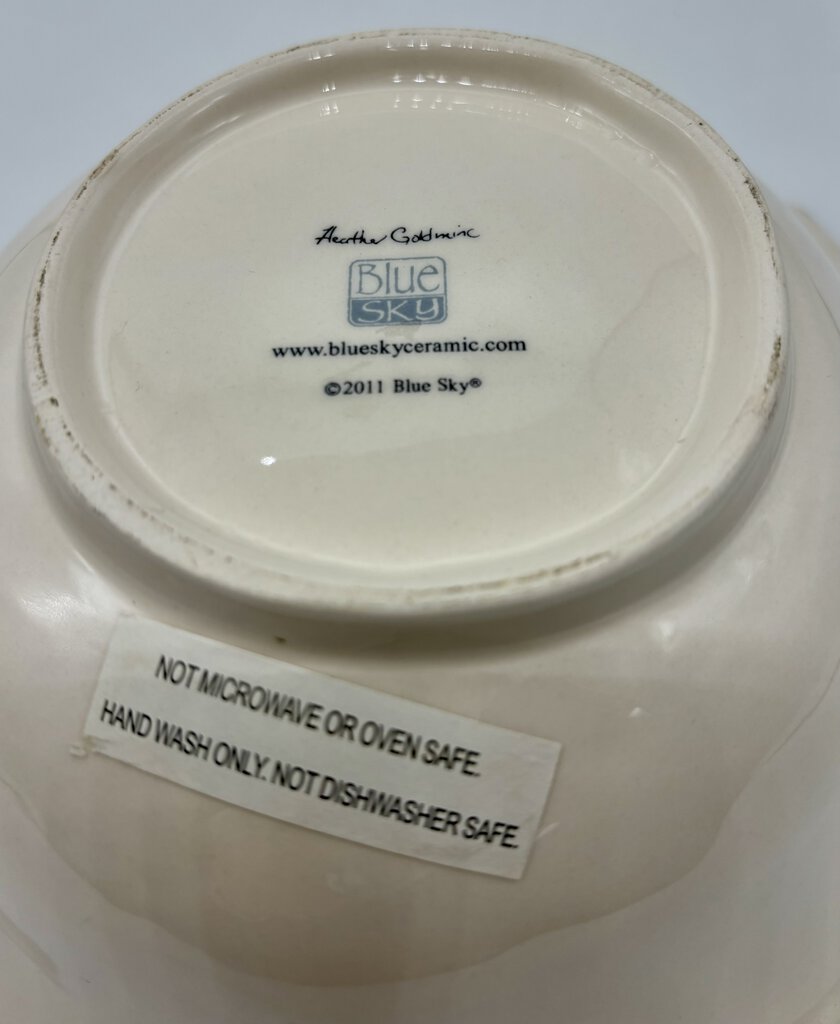 Heather Goldminc
Blue
SKY
www.blueskyceramic.com
©2011 Blue Sky®
NOT MICROWAVE OR OVEN SAFE.
HAND WASH ONLY. NOT DISHWASHER SAFE.